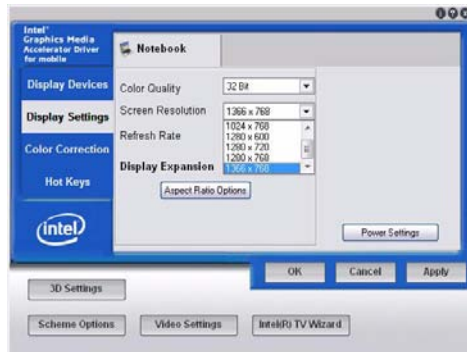 Intel®
Graphics Media
Accelerator Driver
for mobile
Notebook
Display Devices
Display Settings
Color Correction
Hot Keys
intel
Color Quality
32 Bit
Screen Resolution
1366 x 768
Refresh Rate
Display Expansion
1024 x 768
1280 x 600
1280 x 720
1280 x 768
1366 x 768
Aspect Ratio Options
Power Settings
OK
Cancel
Apply
3D Settings
Scheme Options
Video Settings
Intel(R) TV Wizard